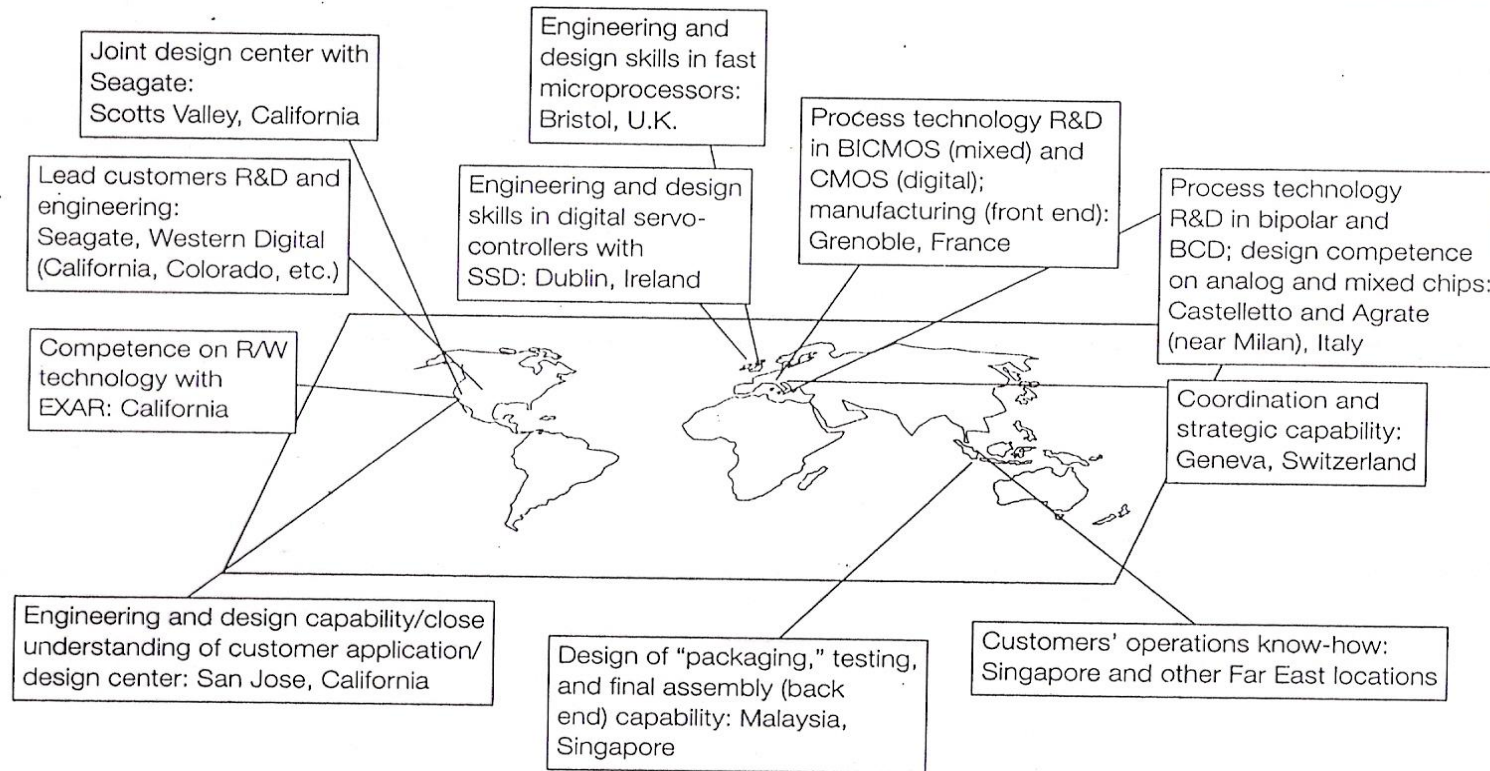 Joint design center with
Seagate:
Scotts Valley, California
Engineering and
design skills in fast
microprocessors:
Bristol, U.K.
Lead customers R&D and
engineering:
Seagate, Western Digital
(California, Colorado, etc.)
Engineering and design
skills in digital servo-
controllers with
SSD: Dublin, Ireland
Process technology R&D
in BICMOS (mixed) and
CMOS (digital);
manufacturing (front end):
Grenoble, France
Process technology
R&D in bipolar and
BCD; design competence
on analog and mixed chips:
Castelletto and Agrate
(near Milan), Italy
Competence on R/W
technology with
EXAR: California
Coordination and
strategic capability:
Geneva, Switzerland
Engineering and design capability/close
understanding of customer application/
design center: San Jose, California
Design of “packaging,” testing,
and final assembly (back
end) capability: Malaysia,
Singapore
Customers’ operations know-how:
Singapore and other Far East locations